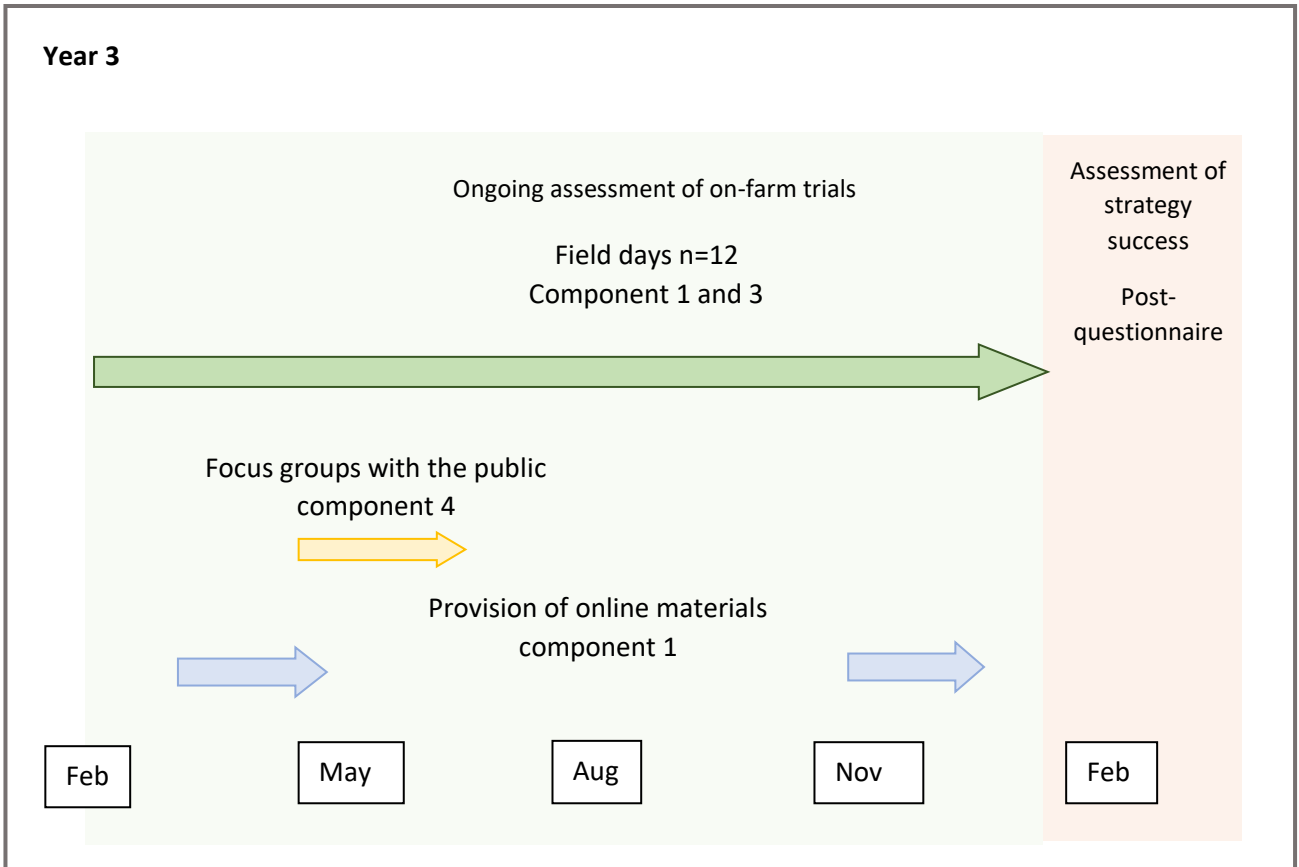 Year 3
Ongoing assessment of on-farm trials
Field days n=12
Component 1 and 3
Assessment of
strategy
success
Post-
questionnaire
Focus groups with the public
component 4
Provision of online materials
component 1
Feb
May
Aug
Nov
Feb